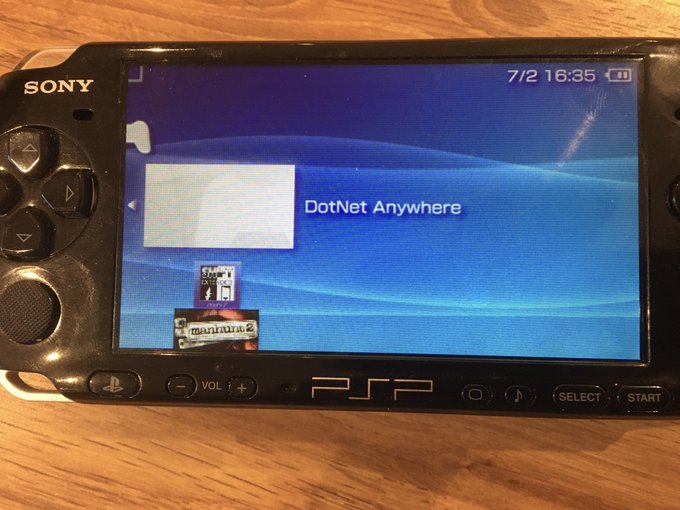 SONY
7/2 16:35
DotNet Anywhere
manhunt 2
VOL
PSP
SELECT
START